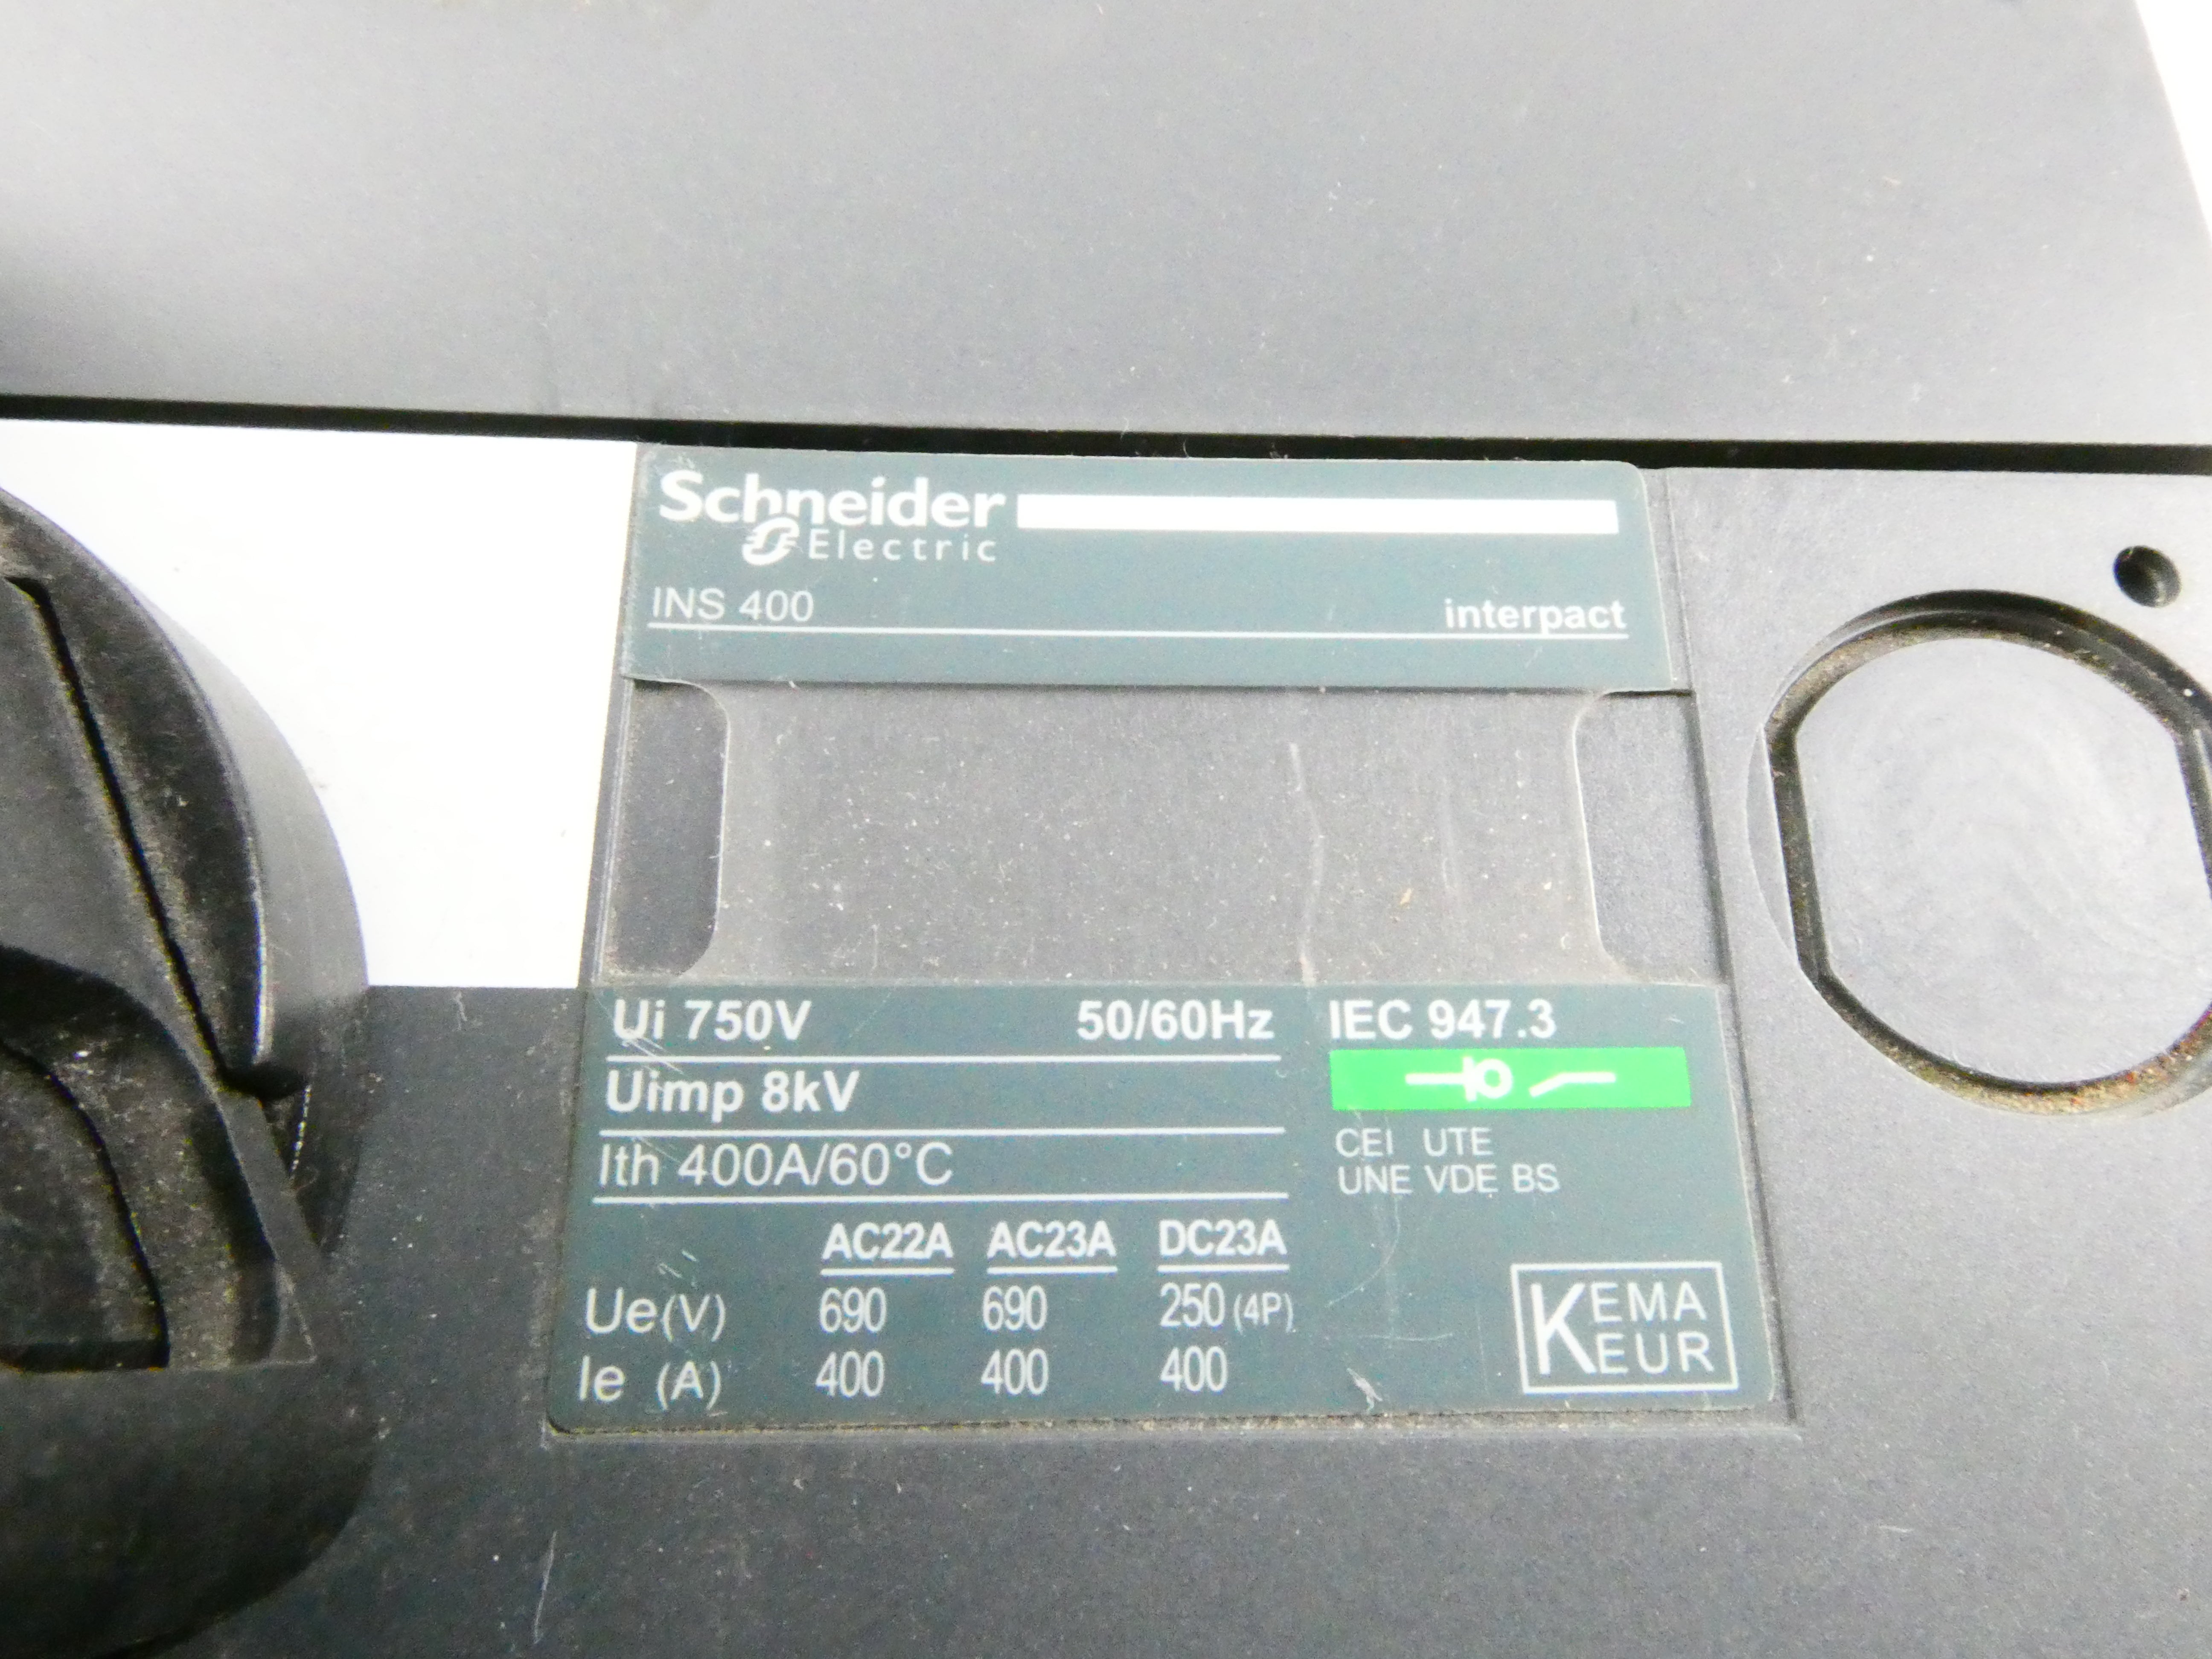 Schneider
Electric
INS 400 interpact
Ui 750V 50/60Hz IEC 947.3
Uimp 8kV
Ith 400A/60°C
CEI UTE
UNE VDE BS
AC22A AC23A DC23A
Ue(V) 690 690 250 (4P)
Ie (A) 400 400 400
KEMA
KEUR